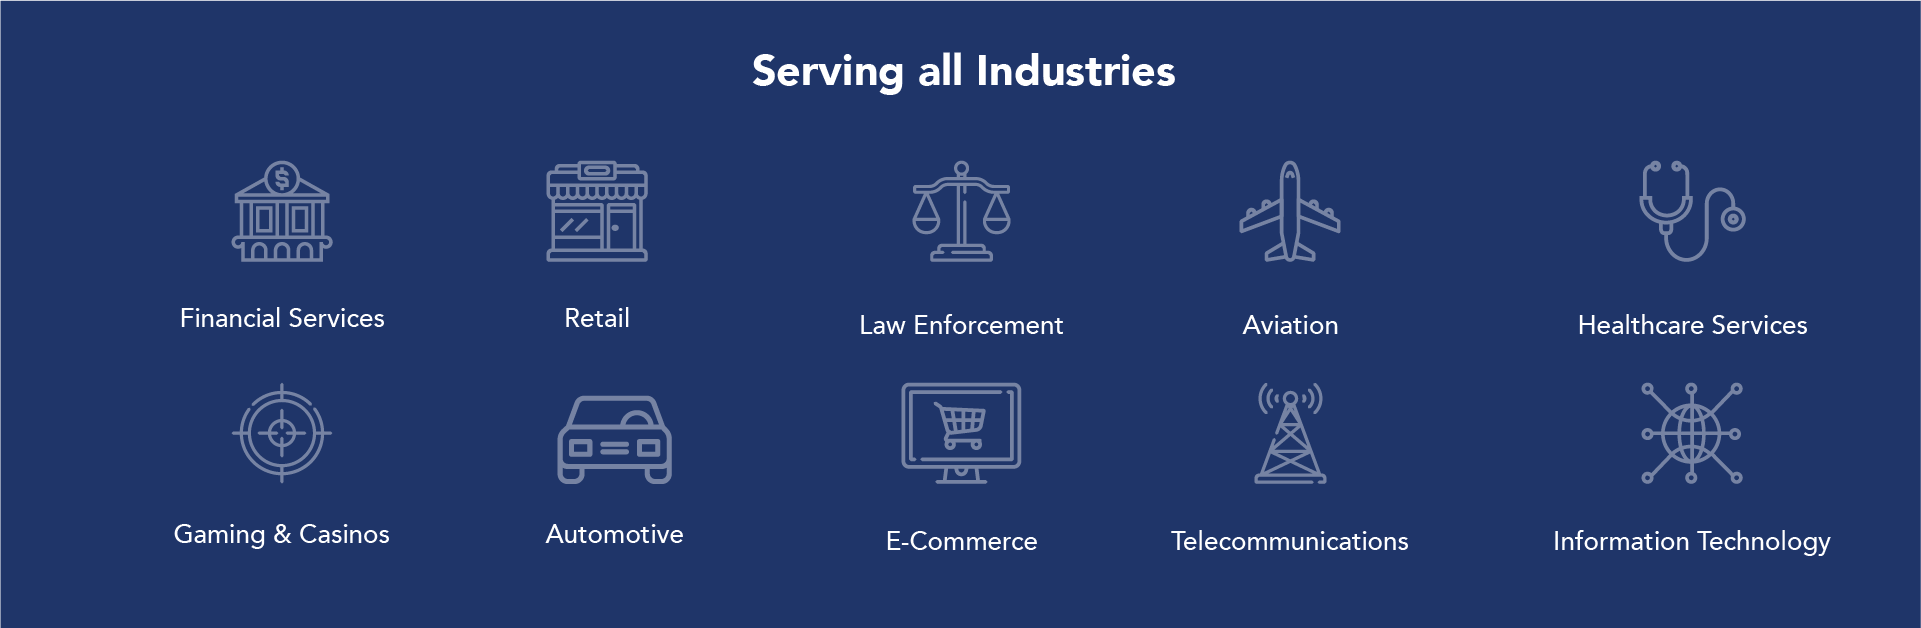 Serving all Industries
$
Financial Services
Retail
Law Enforcement
Aviation
Healthcare Services
Gaming & Casinos
Automotive
E-Commerce
Telecommunications
Information Technology